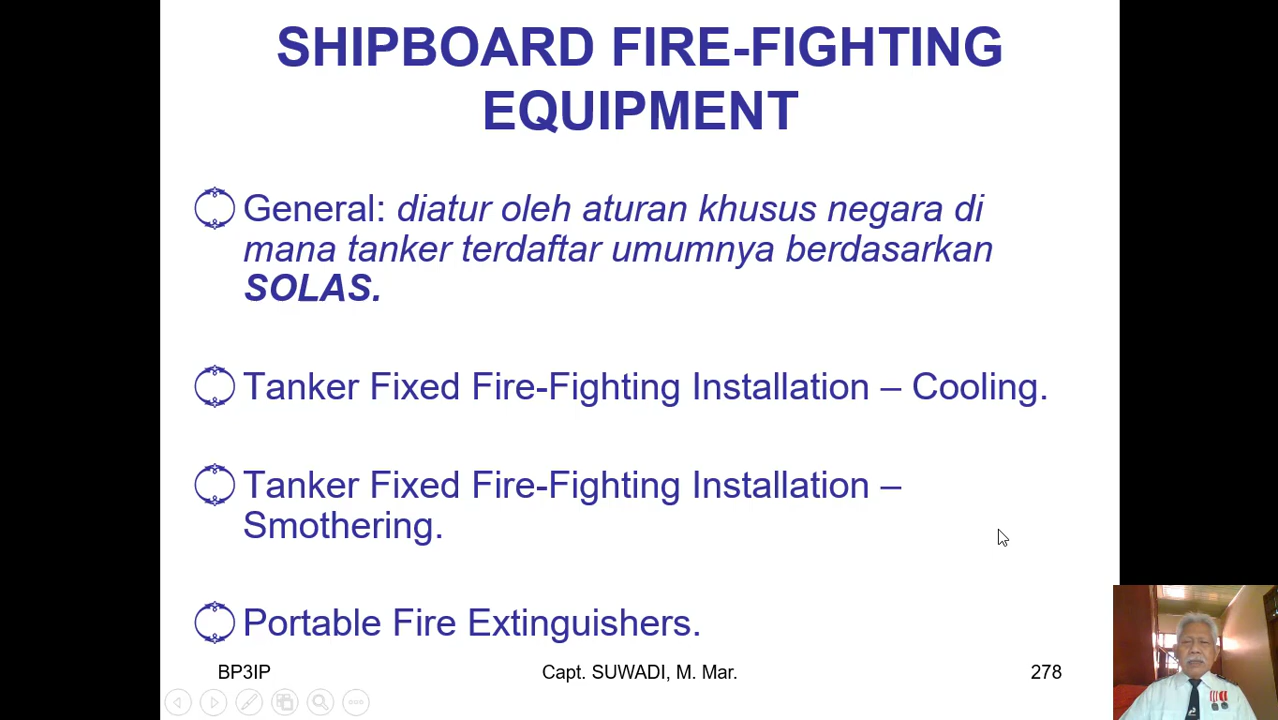 SHIPBOARD FIRE-FIGHTING
EQUIPMENT
General: diatur oleh aturan khusus negara di
mana tanker terdaftar umumnya berdasarkan
SOLAS.
Tanker Fixed Fire-Fighting Installation – Cooling.
Tanker Fixed Fire-Fighting Installation –
Smothering.
Portable Fire Extinguishers.
BP3IP Capt. SUWADI, M. Mar. 278